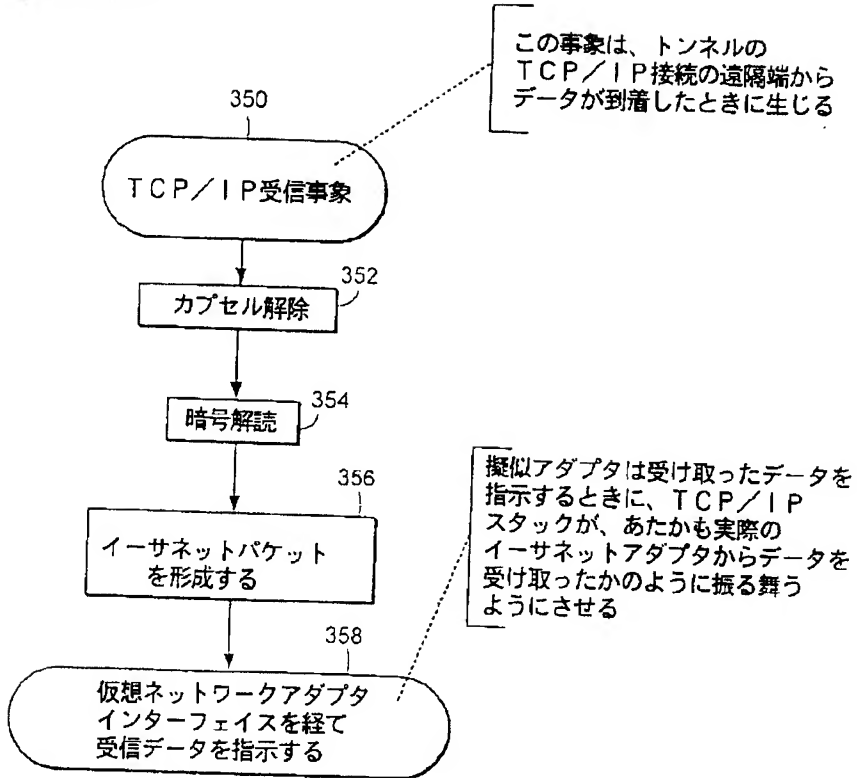 この事象は、トンネルの
TCP/IP接続の遠隔端から
データが到着したときに生じる
350
TCP/IP受信事象
352
カプセル解除
354
暗号解読
356
イーサネットパケット
を形成する
擬似アダプタは受け取ったデータを
指示するときに、TCP/IP
スタックが、あたかも実際の
イーサネットアダプタからデータを
受け取ったかのように振る舞う
ようにさせる
358
仮想ネットワークアダプタ
インターフェイスを経て
受信データを指示する